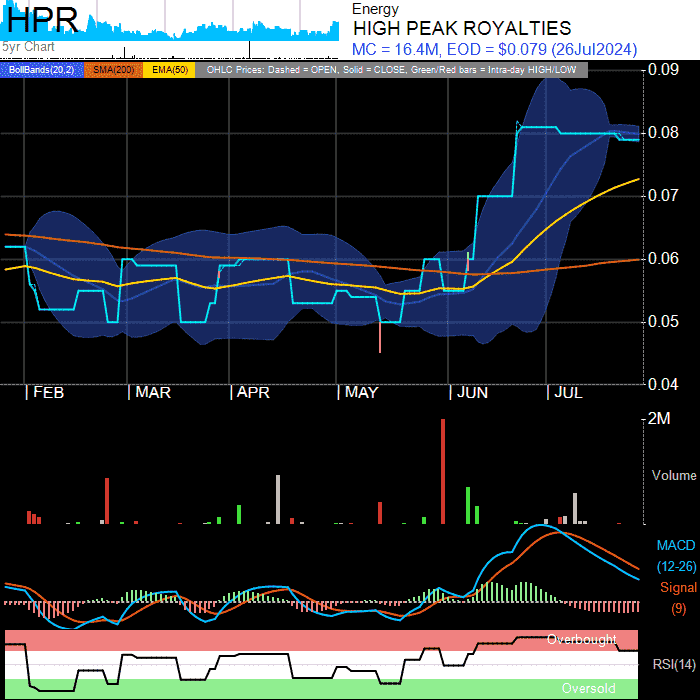 HPR
5yr Chart
Energy
HIGH PEAK ROYALTIES
MC = 16.4M, EOD = $0.079 (26Jul2024)
BollBands(20,2) SMA(200) EMA(50) OHLC Prices: Dashed = OPEN, Solid = CLOSE, Green/Red bars = Intra-day HIGH/LOW
0.09
0.08
0.07
0.06
0.05
0.04
FEB MAR APR MAY JUN JUL
2M
Volume
MACD
(12-26)
Signal
(9)
Overbought
RSI(14)
Oversold